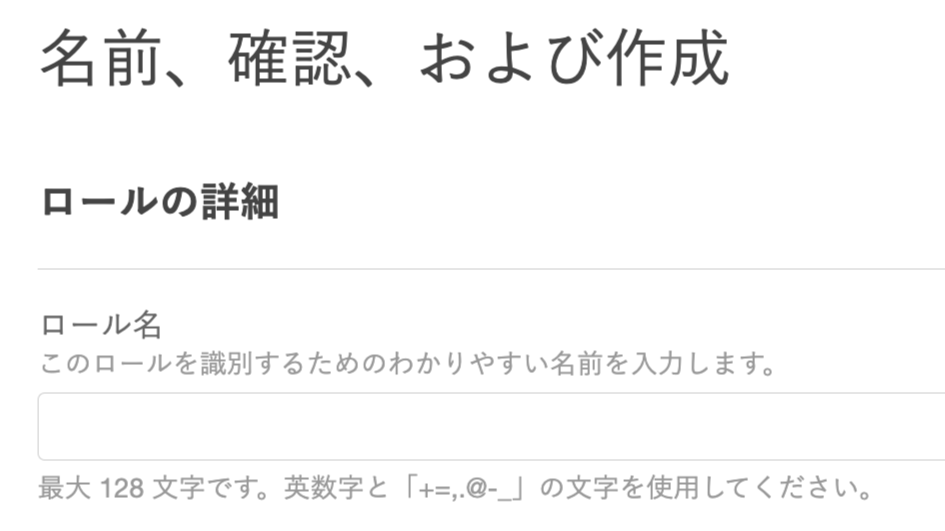 名前、確認、および作成
ロールの詳細
ロール名
このロールを識別するためのわかりやすい名前を入力します。
最大 128 文字です。英数字と「+=,.@-_」の文字を使用してください。